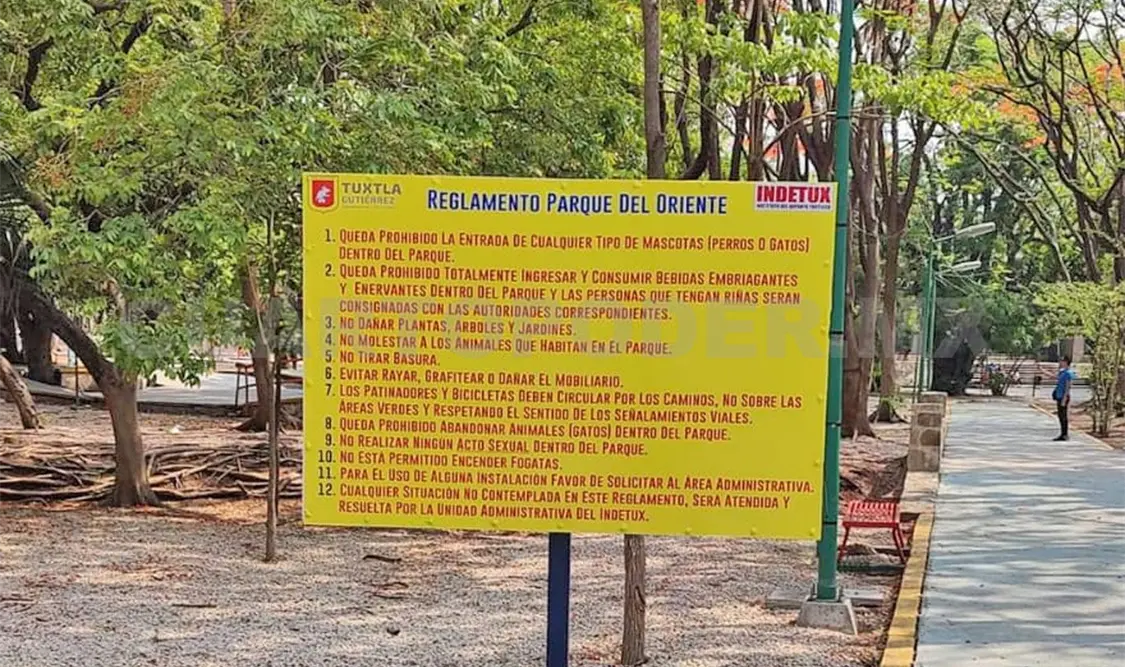 TUXTLA
GUTIÉRREZ
REGLAMENTO PARQUE DEL ORIENTE
INDETUX
1. QUEDA PROHIBIDO LA ENTRADA DE CUALQUIER TIPO DE MASCOTAS (PERROS O GATOS)
DENTRO DEL PARQUE.
2. QUEDA PROHIBIDO TOTALMENTE INGRESAR Y CONSUMIR BEBIDAS EMBRIAGANTES
Y ENERVANTES DENTRO DEL PARQUE Y LAS PERSONAS QUE TENGAN RIÑAS SERAN
CONSIGNADAS CON LAS AUTORIDADES CORRESPONDIENTES.
3. NO DAÑAR PLANTAS, ARBOLES Y JARDINES.
4. NO MOLESTAR A LOS ANIMALES QUE HABITAN EN EL PARQUE.
5. NO TIRAR BASURA.
6. EVITAR RAYAR, GRAFITEAR O DAÑAR EL MOBILIARIO.
7. LOS PATINADORES Y BICICLETAS DEBEN CIRCULAR POR LOS CAMINOS, NO SOBRE LAS
ÁREAS VERDES Y RESPETANDO EL SENTIDO DE LOS SEÑALAMIENTOS VIALES.
8. QUEDA PROHIBIDO ABANDONAR ANIMALES (GATOS) DENTRO DEL PARQUE.
9. NO REALIZAR NINGÚN ACTO SEXUAL DENTRO DEL PARQUE.
10. NO ESTA PERMITIDO ENCENDER FOGATAS.
11. PARA EL USO DE ALGUNA INSTALACIÓN FAVOR DE SOLICITAR AL ÁREA ADMINISTRATIVA.
12. CUALQUIER SITUACIÓN NO CONTEMPLADA EN ESTE REGLAMENTO, SERA ATENDIDA Y
RESUELTA POR LA UNIDAD ADMINISTRATIVA DEL INDETUX.